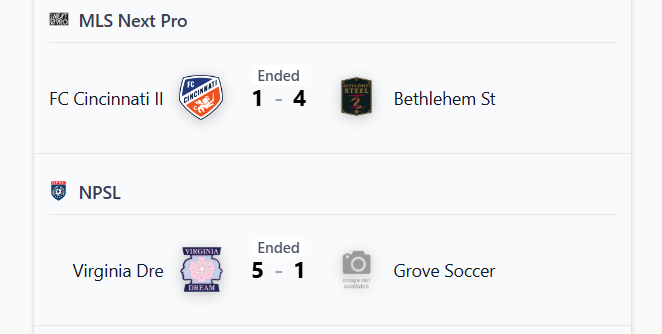 MLS Next Pro
Ended
FC Cincinnati II FC CINCINNATI 1 - 4 BETHLEHEM STEEL Bethlehem St
NPSL
Ended
Virginia Dre VIRGINIA DREAM 5 - 1 image not available Grove Soccer